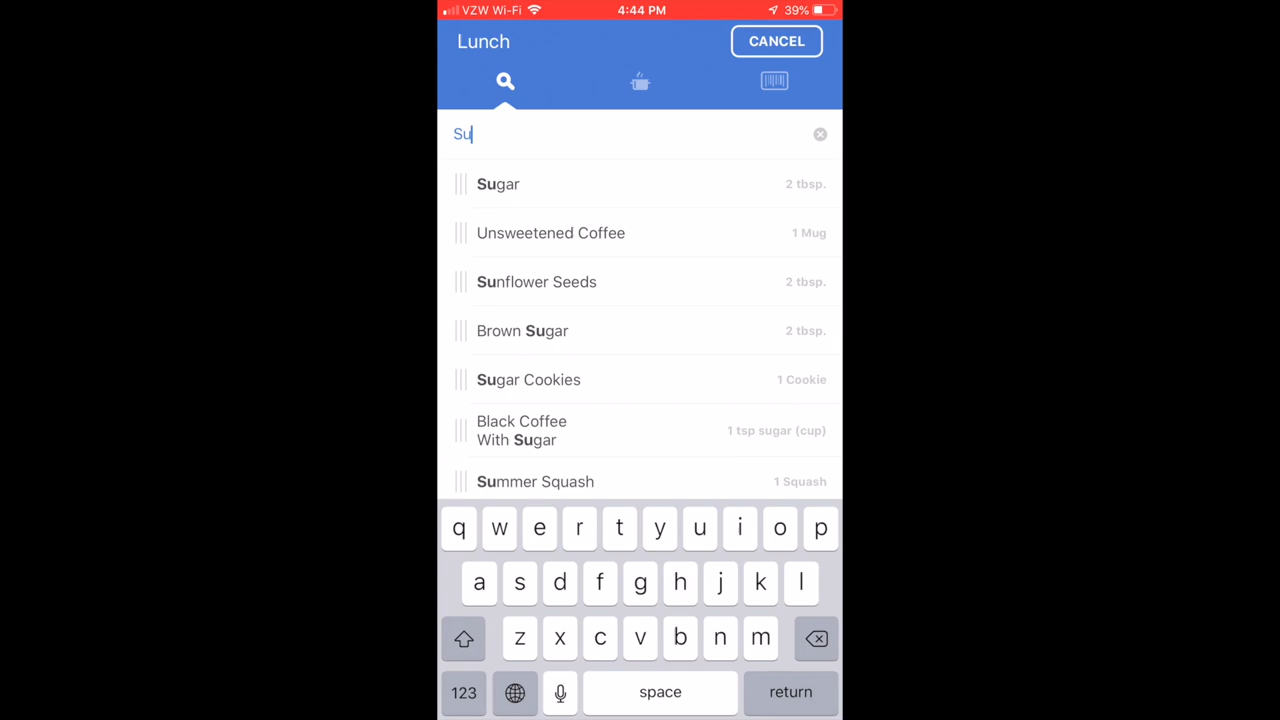 VZW Wi-Fi 4:44 PM 39%
Lunch CANCEL
Su
Sugar 2 tbsp.
Unsweetened Coffee 1 Mug
Sunflower Seeds 2 tbsp.
Brown Sugar 2 tbsp.
Sugar Cookies 1 Cookie
Black Coffee
With Sugar 1 tsp sugar (cup)
Summer Squash 1 Squash
q w e r t y u i o p
a s d f g h j k l
z x c v b n m
123 space return